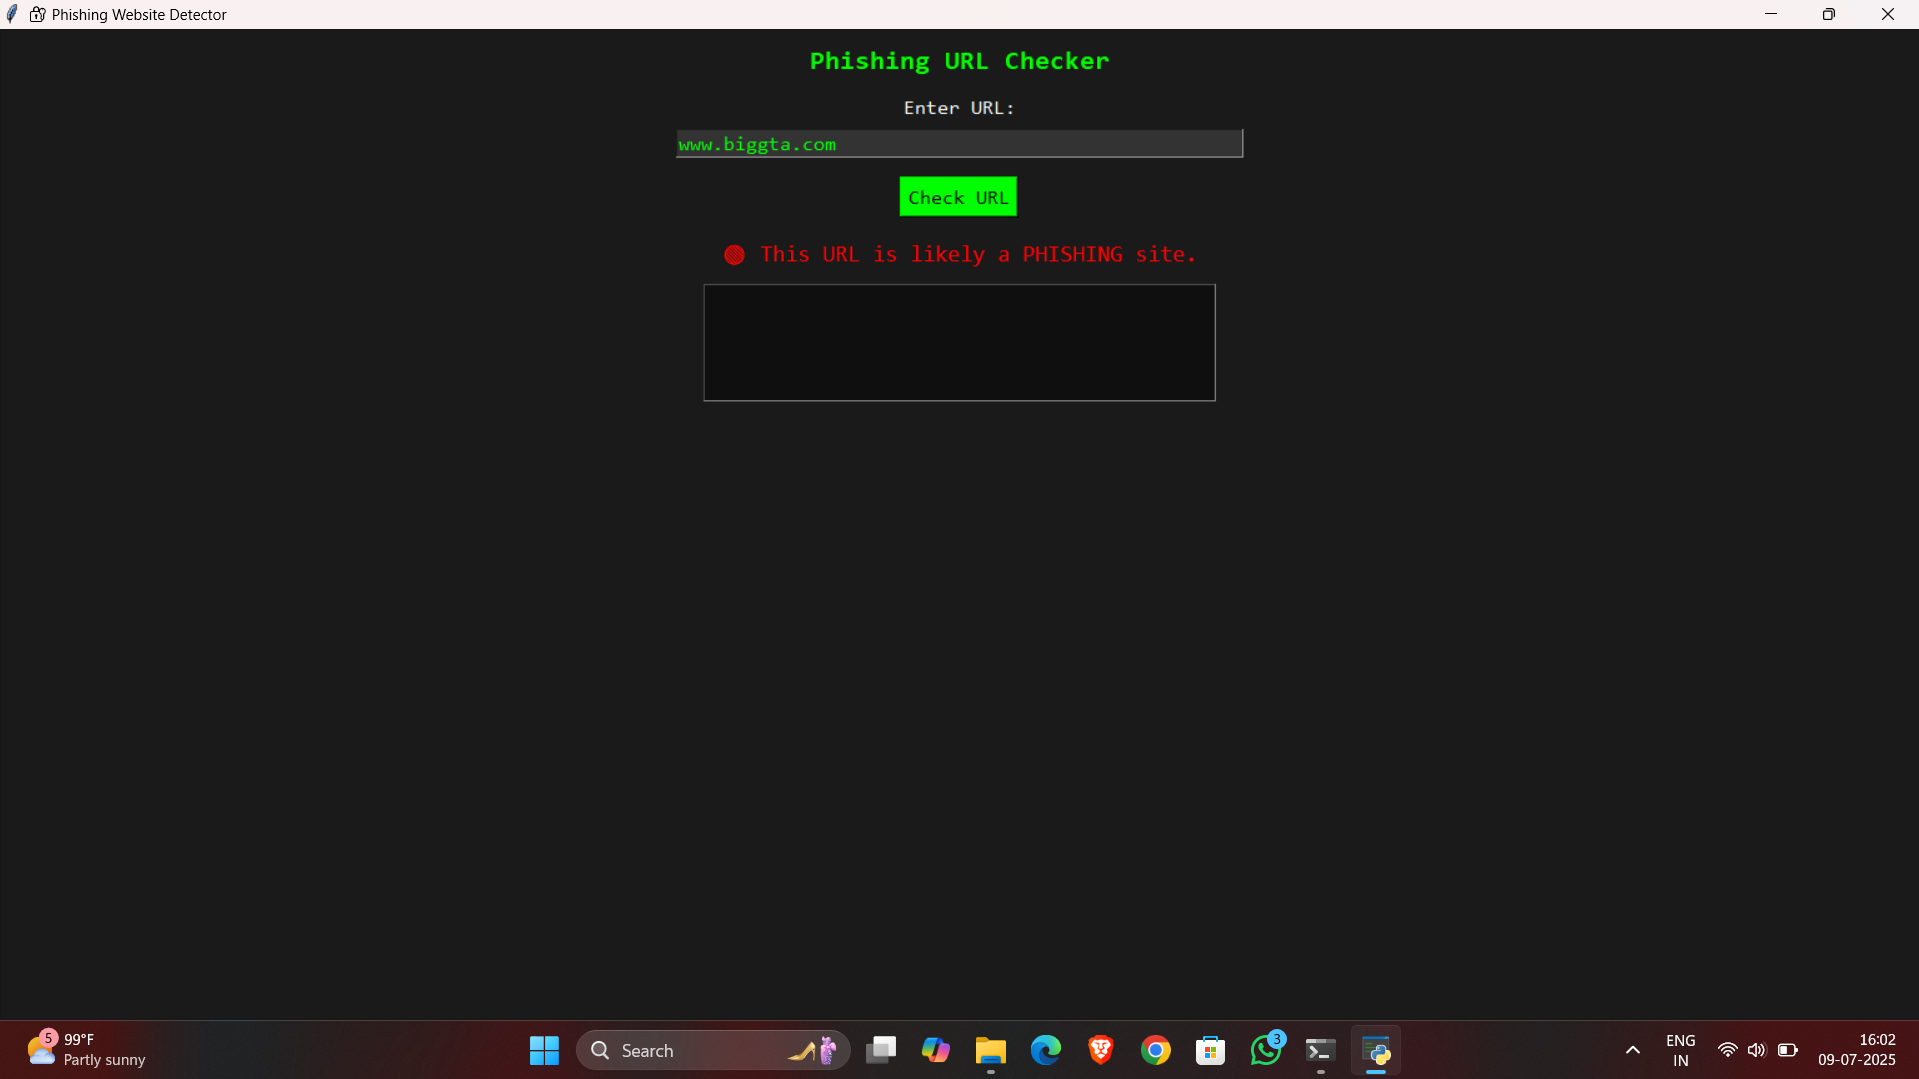 Phishing Website Detector
Phishing URL Checker
Enter URL:
www.biggta.com
Check URL
This URL is likely a PHISHING site.
5
99°F
Partly sunny
Search
3
ENG
IN
16:02
09-07-2025